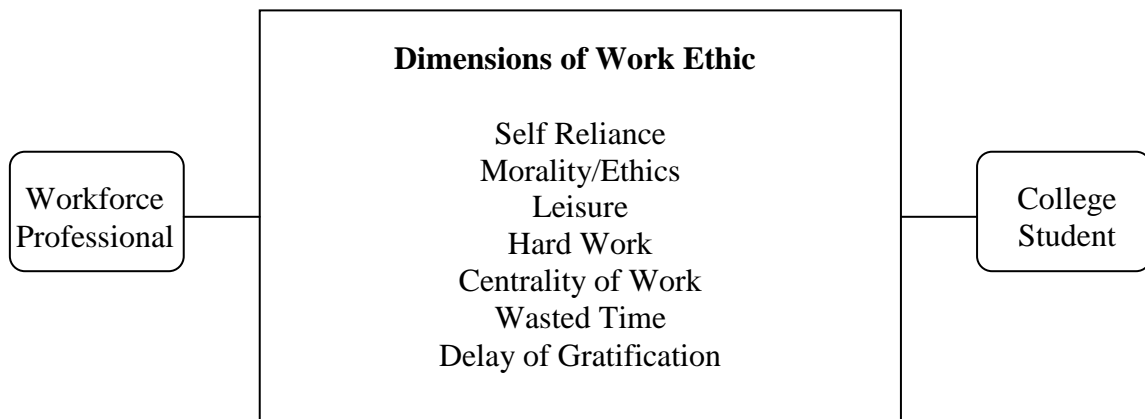 Dimensions of Work Ethic
Self Reliance
Morality/Ethics
Leisure
Hard Work
Centrality of Work
Wasted Time
Delay of Gratification
Workforce
Professional
College
Student